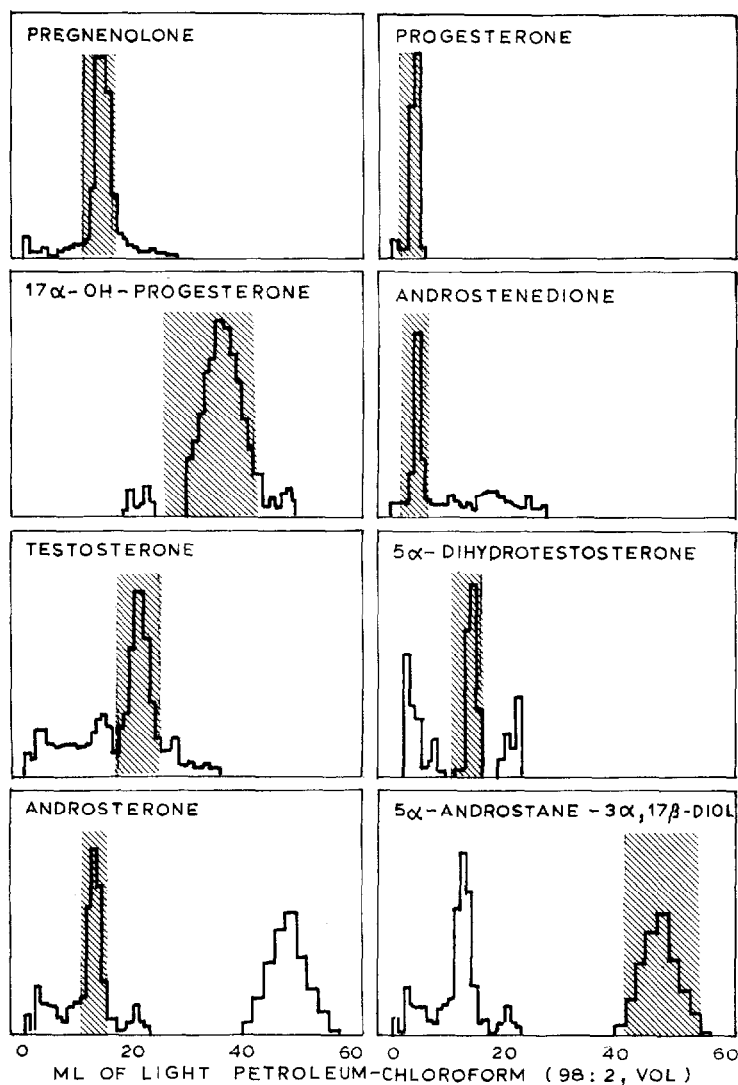 PREGNENOLONE
PROGESTERONE
17α-OH-PROGESTERONE
ANDROSTENEDIONE
TESTOSTERONE
5α-DIHYDROTESTOSTERONE
ANDROSTERONE
5α-ANDROSTANE-3α,17β-DIOL
0 20 40 60 0 20 40 60
ML OF LIGHT PETROLEUM-CHLOROFORM (98:2, VOL)